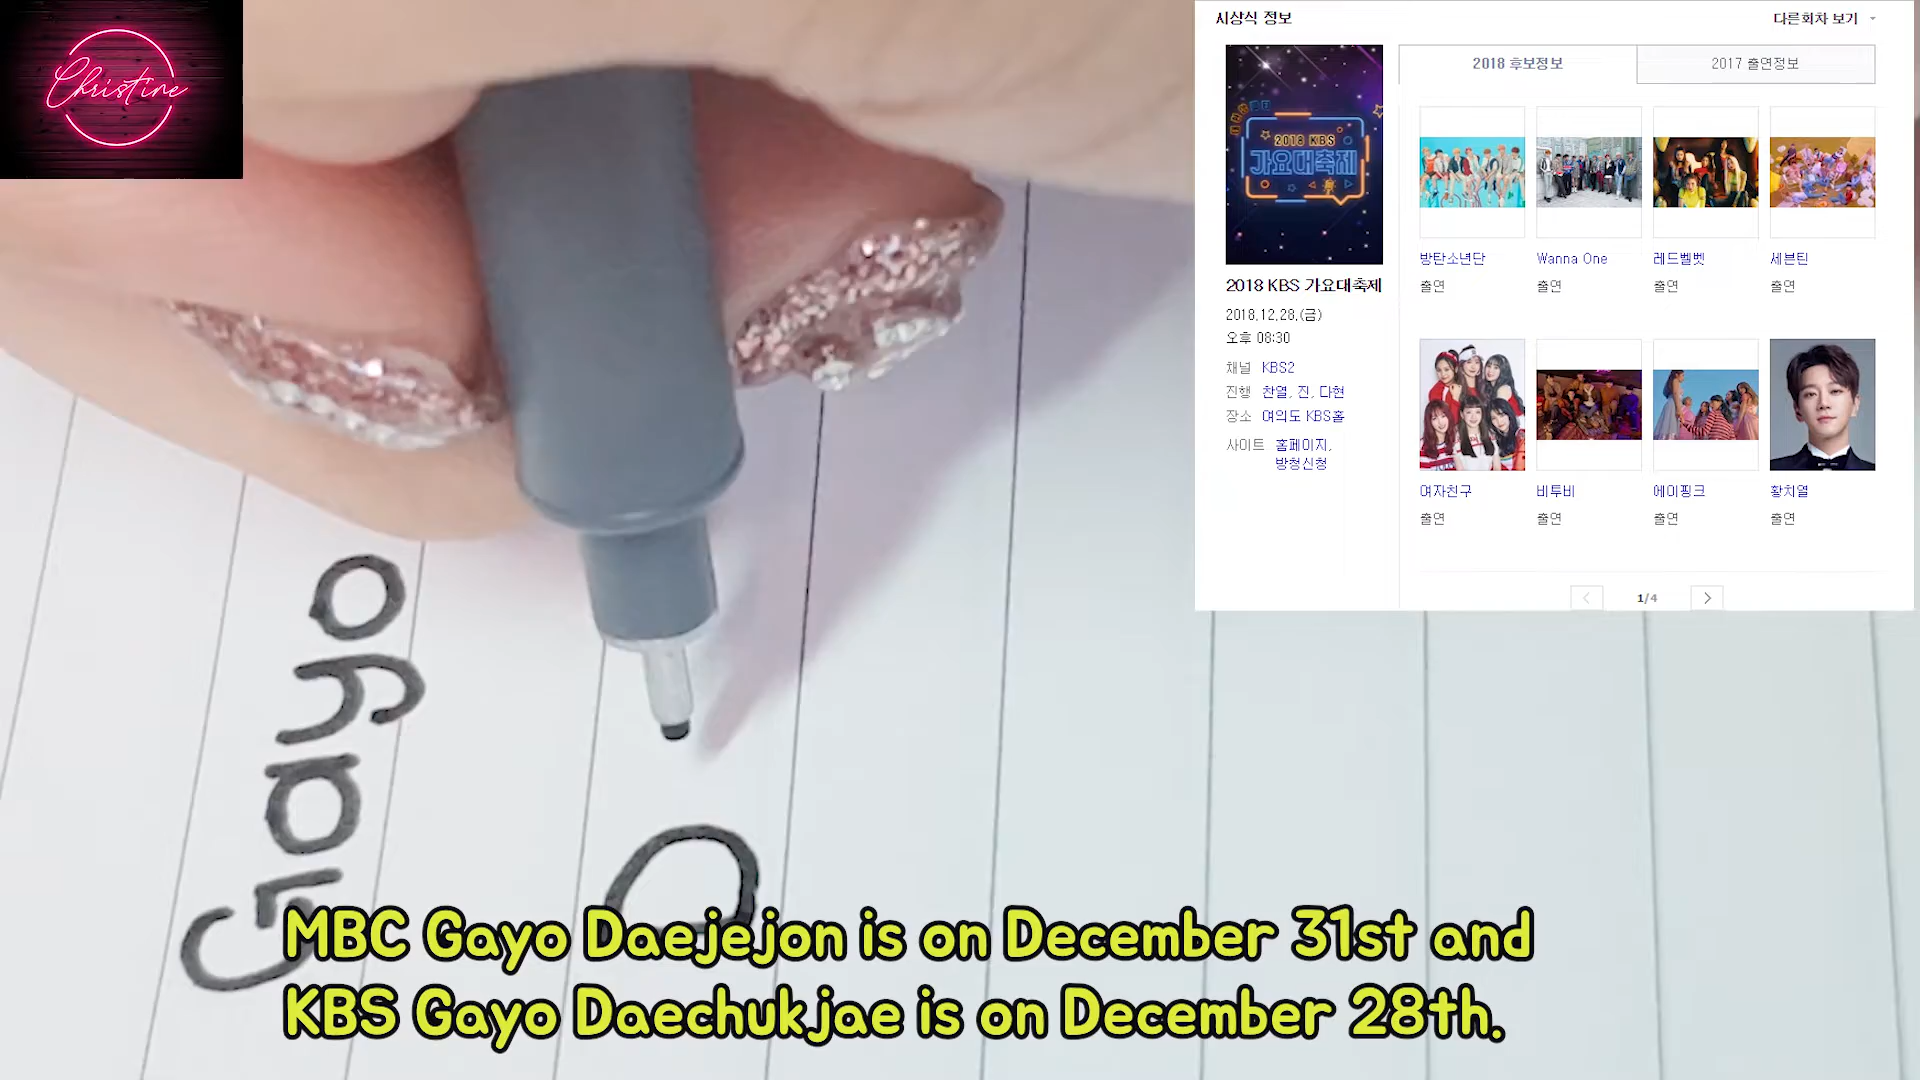 Christine
시상식 정보
다른회차 보기
2018 후보정보
2017 출연정보
2018 KBS
가요대축제
2018 KBS 가요대축제
2018.12.28.(금)
오후 08:30
채널 KBS2
진행 찬열, 진, 다현
장소 여의도 KBS홀
사이트 홈페이지,
방청신청
방탄소년단
Wanna One
레드벨벳
세븐틴
출연
출연
출연
출연
여자친구
비투비
에이핑크
황치열
출연
출연
출연
출연
1/4
Gayo
D
MBC Gayo Daejejon is on December 31st and
KBS Gayo Daechukjae is on December 28th.